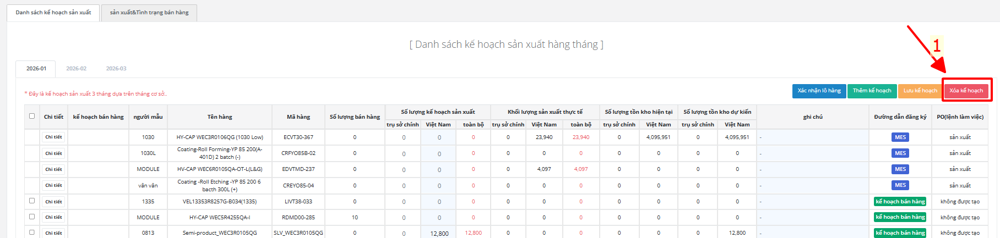 Danh sách kế hoạch sản xuất sản xuất&Tình trạng bán hàng
[ Danh sách kế hoạch sản xuất hàng tháng ]
1
2026-01 2026-02 2026-03
* Đây là kế hoạch sản xuất 3 tháng dựa trên tháng cơ sở..
Xác nhận lô hàng Thêm kế hoạch Lưu kế hoạch Xóa kế hoạch
Chi tiết kế hoạch bán hàng người mẫu Tên hàng Mã hàng Số lượng bán hàng Số lượng kế hoạch sản xuất Khối lượng sản xuất thực tế Số lượng tồn kho hiện tại Số lượng tồn kho dự kiến ghi chú Đường dẫn đăng ký PO(lệnh làm việc)
trụ sở chính Việt Nam toàn bộ trụ sở chính Việt Nam toàn bộ trụ sở chính Việt Nam trụ sở chính Việt Nam
Chi tiết 1030 HY-CAP WEC3R0106QG (1030 Low) ECVT30-367 0 0 0 0 0 23,940 23,940 0 4,095,951 0 4,095,951 - MES sản xuất
Chi tiết 1030L Coating-Roll Forming-YP 85 200(A-401D) 2 batch (-) CRFYO85B-02 0 0 0 0 0 0 0 0 0 0 0 - MES sản xuất
Chi tiết MODULE HV-CAP WEC6R0105QA-OT-L(L&G) EDVTMD-237 0 0 0 0 0 4,097 4,097 0 0 0 0 - MES sản xuất
Chi tiết vân vân Coating -Roll Etching -YP 85 200 6 bacth 300L (+) CREYO85-04 0 0 0 0 0 0 0 0 0 0 0 - MES sản xuất
Chi tiết 1335 VEL13353R8257G-B034(1335) LIVT38-033 0 0 0 0 0 0 0 0 0 0 0 - kế hoạch bán hàng không được tạo
Chi tiết MODULE HY-CAP WEC5R4255QA-I RDMD00-285 10 0 0 0 0 0 0 0 0 0 0 - kế hoạch bán hàng không được tạo
Chi tiết 0813 Semi-product_WEC3R0105QG SLV_WEC3R0105QG 0 0 12,800 12,800 0 0 0 0 0 0 12,800 - kế hoạch bán hàng không được tạo